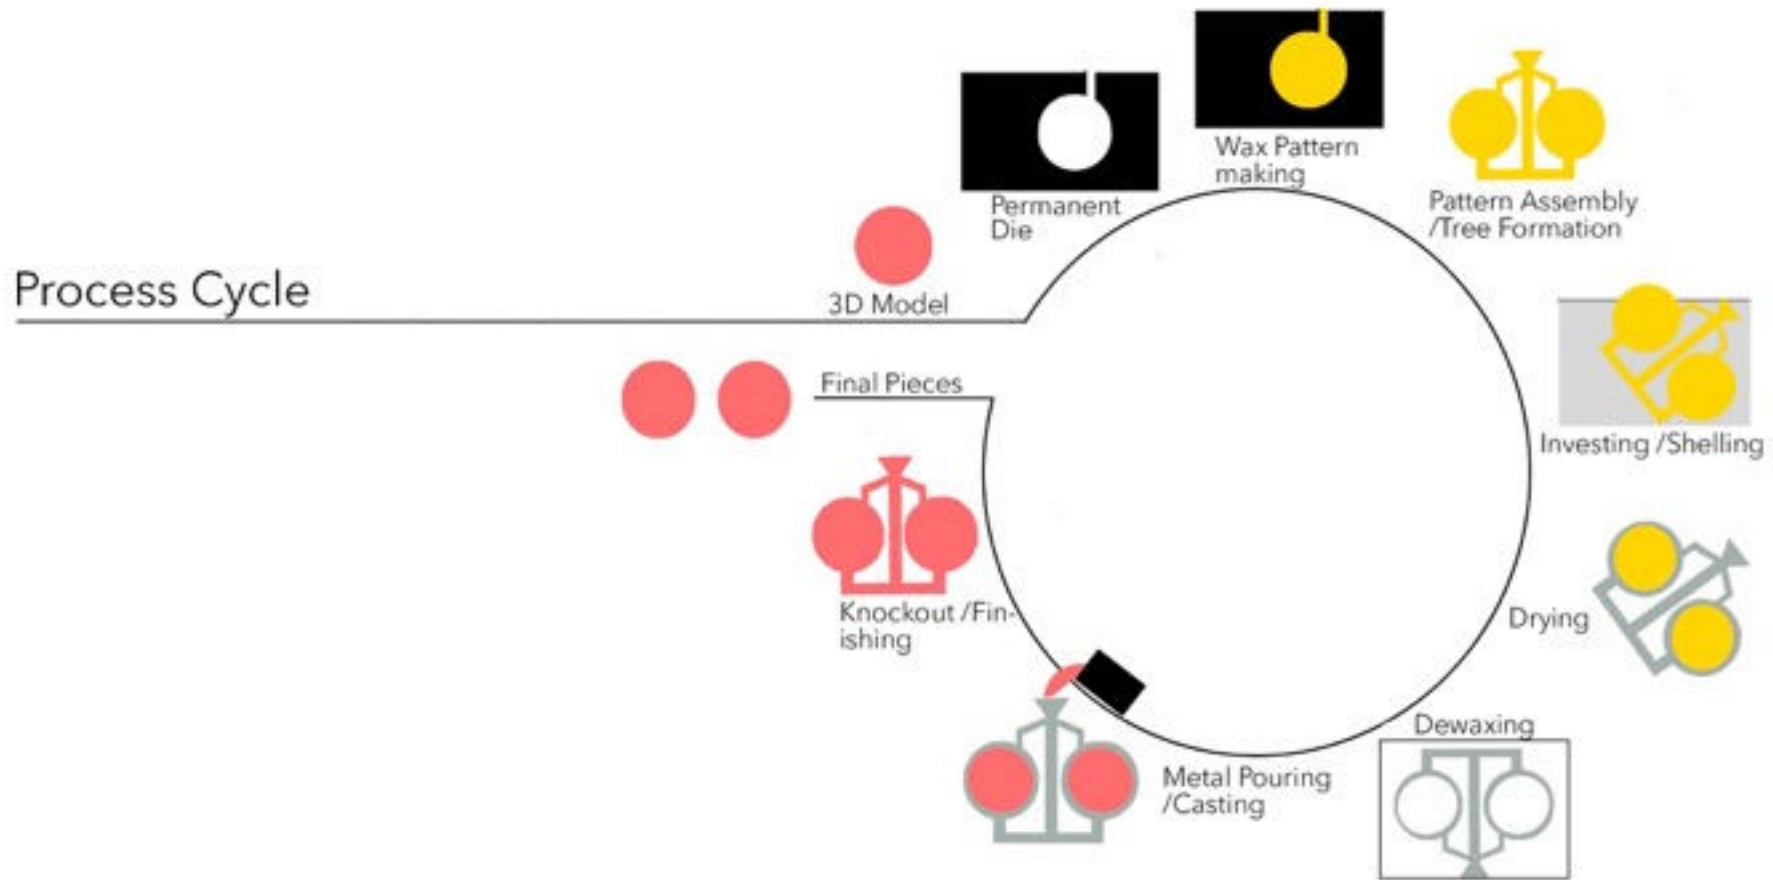 Process Cycle
3D Model
Permanent
Die
Wax Pattern
making
Pattern Assembly
/Tree Formation
Investing /Shelling
Drying
Dewaxing
Metal Pouring
/Casting
Knockout /Fin-
ishing
Final Pieces